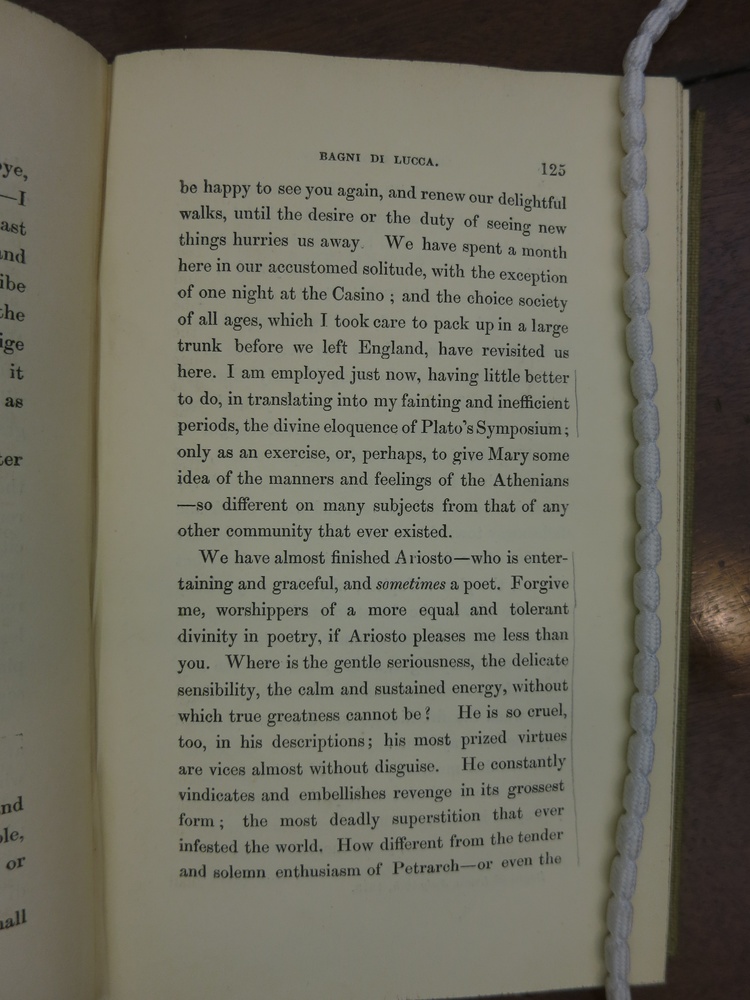 BAGNI DI LUCCA.
125
be happy to see you again, and renew our delightful
walks, until the desire or the duty of seeing new
things hurries us away. We have spent a month
here in our accustomed solitude, with the exception
of one night at the Casino ; and the choice society
of all ages, which I took care to pack up in a large
trunk before we left England, have revisited us
here. I am employed just now, having little better
to do, in translating into my fainting and inefficient
periods, the divine eloquence of Plato's Symposium ;
only as an exercise, or, perhaps, to give Mary some
idea of the manners and feelings of the Athenians
—so different on many subjects from that of any
other community that ever existed.
We have almost finished Ariosto—who is enter-
taining and graceful, and sometimes a poet. Forgive
me, worshippers of a more equal and tolerant
divinity in poetry, if Ariosto pleases me less than
you. Where is the gentle seriousness, the delicate
sensibility, the calm and sustained energy, without
which true greatness cannot be ? He is so cruel,
too, in his descriptions ; his most prized virtues
are vices almost without disguise. He constantly
vindicates and embellishes revenge in its grossest
form ; the most deadly superstition that ever
infested the world. How different from the tender
and solemn enthusiasm of Petrarch—or even the